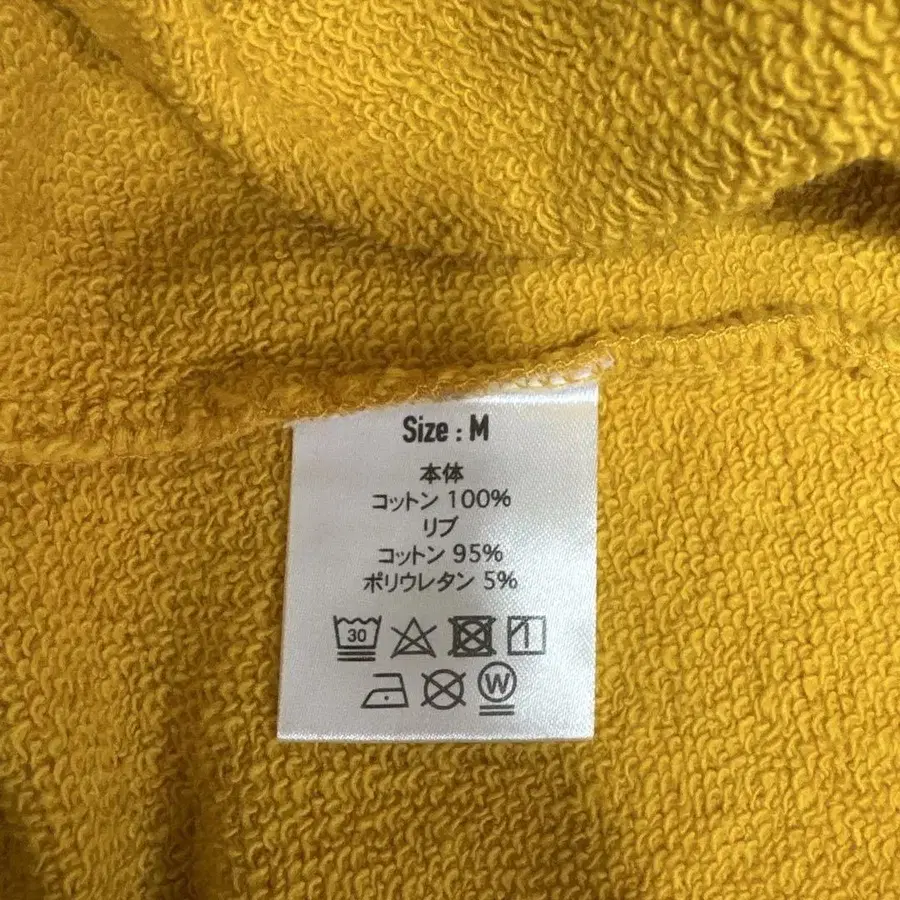 Size : M
本体
コットン 100%
リブ
コットン 95%
ポリウレタン 5%
30
W